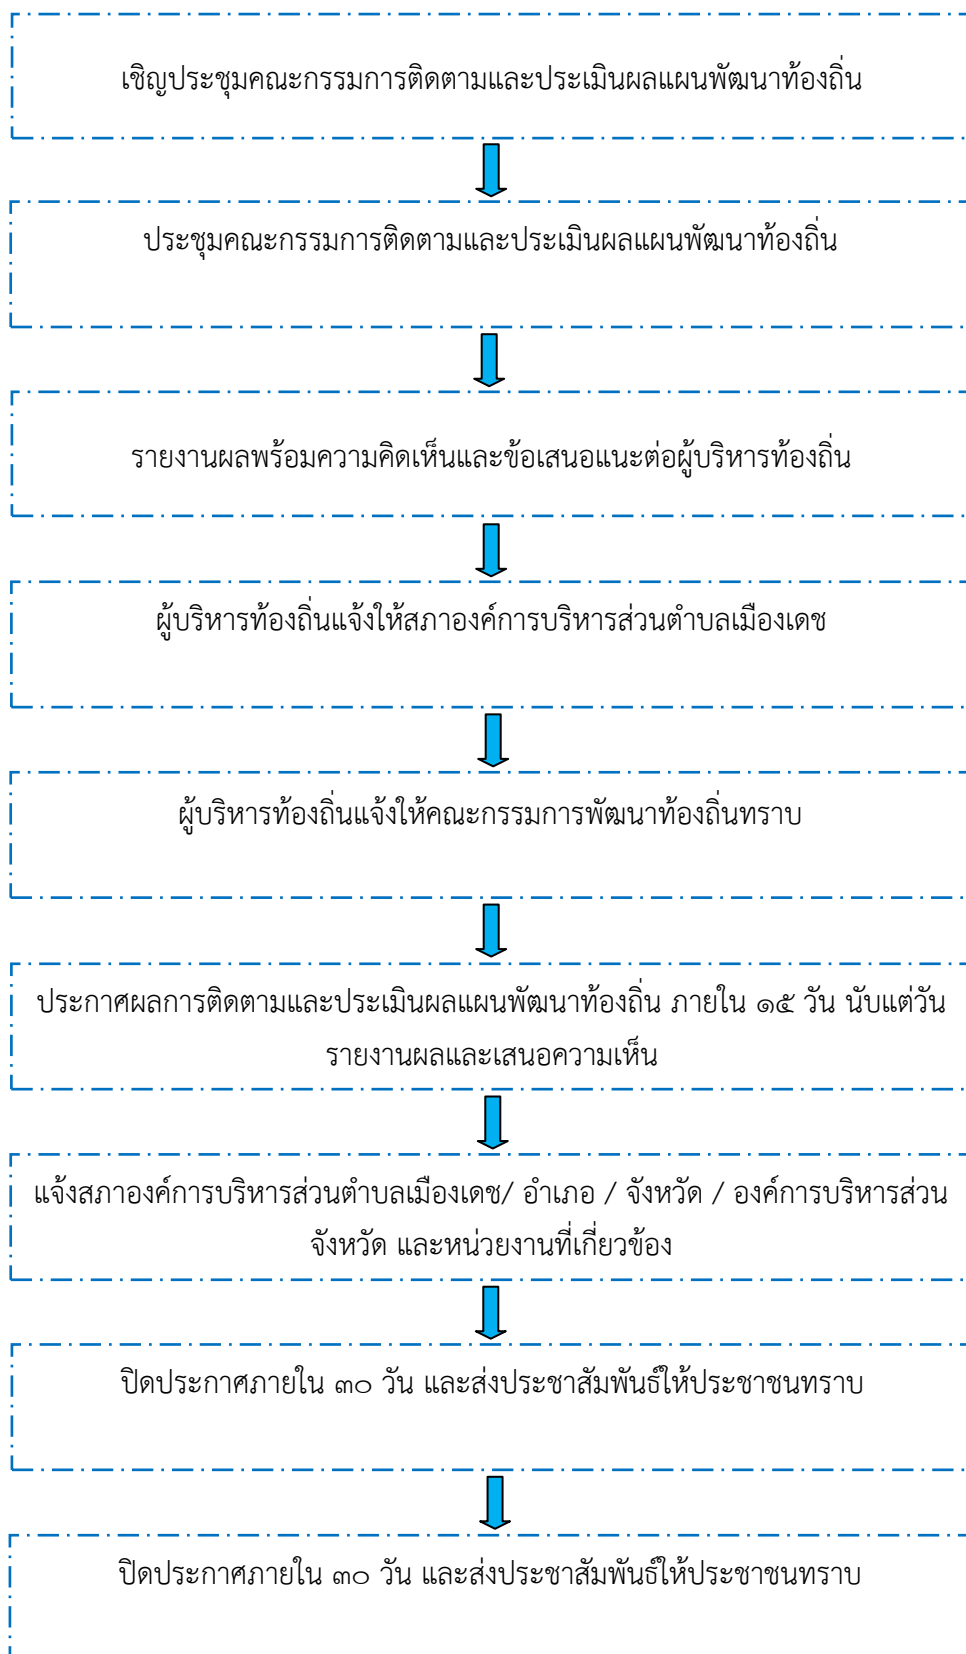 เชิญประชุมคณะกรรมการติดตามและประเมินผลแผนพัฒนาท้องถิ่น
ประชุมคณะกรรมการติดตามและประเมินผลแผนพัฒนาท้องถิ่น
รายงานผลพร้อมความคิดเห็นและข้อเสนอแนะต่อผู้บริหารท้องถิ่น
ผู้บริหารท้องถิ่นแจ้งให้สภาองค์การบริหารส่วนตำบลเมืองเดช
ผู้บริหารท้องถิ่นแจ้งให้คณะกรรมการพัฒนาท้องถิ่นทราบ
ประกาศผลการติดตามและประเมินผลแผนพัฒนาท้องถิ่น ภายใน ๑๕ วัน นับแต่วัน
รายงานผลและเสนอความเห็น
แจ้งสภาองค์การบริหารส่วนตำบลเมืองเดช/ อำเภอ / จังหวัด / องค์การบริหารส่วน
จังหวัด และหน่วยงานที่เกี่ยวข้อง
ปิดประกาศภายใน ๓๐ วัน และส่งประชาสัมพันธ์ให้ประชาชนทราบ
ปิดประกาศภายใน ๓๐ วัน และส่งประชาสัมพันธ์ให้ประชาชนทราบ